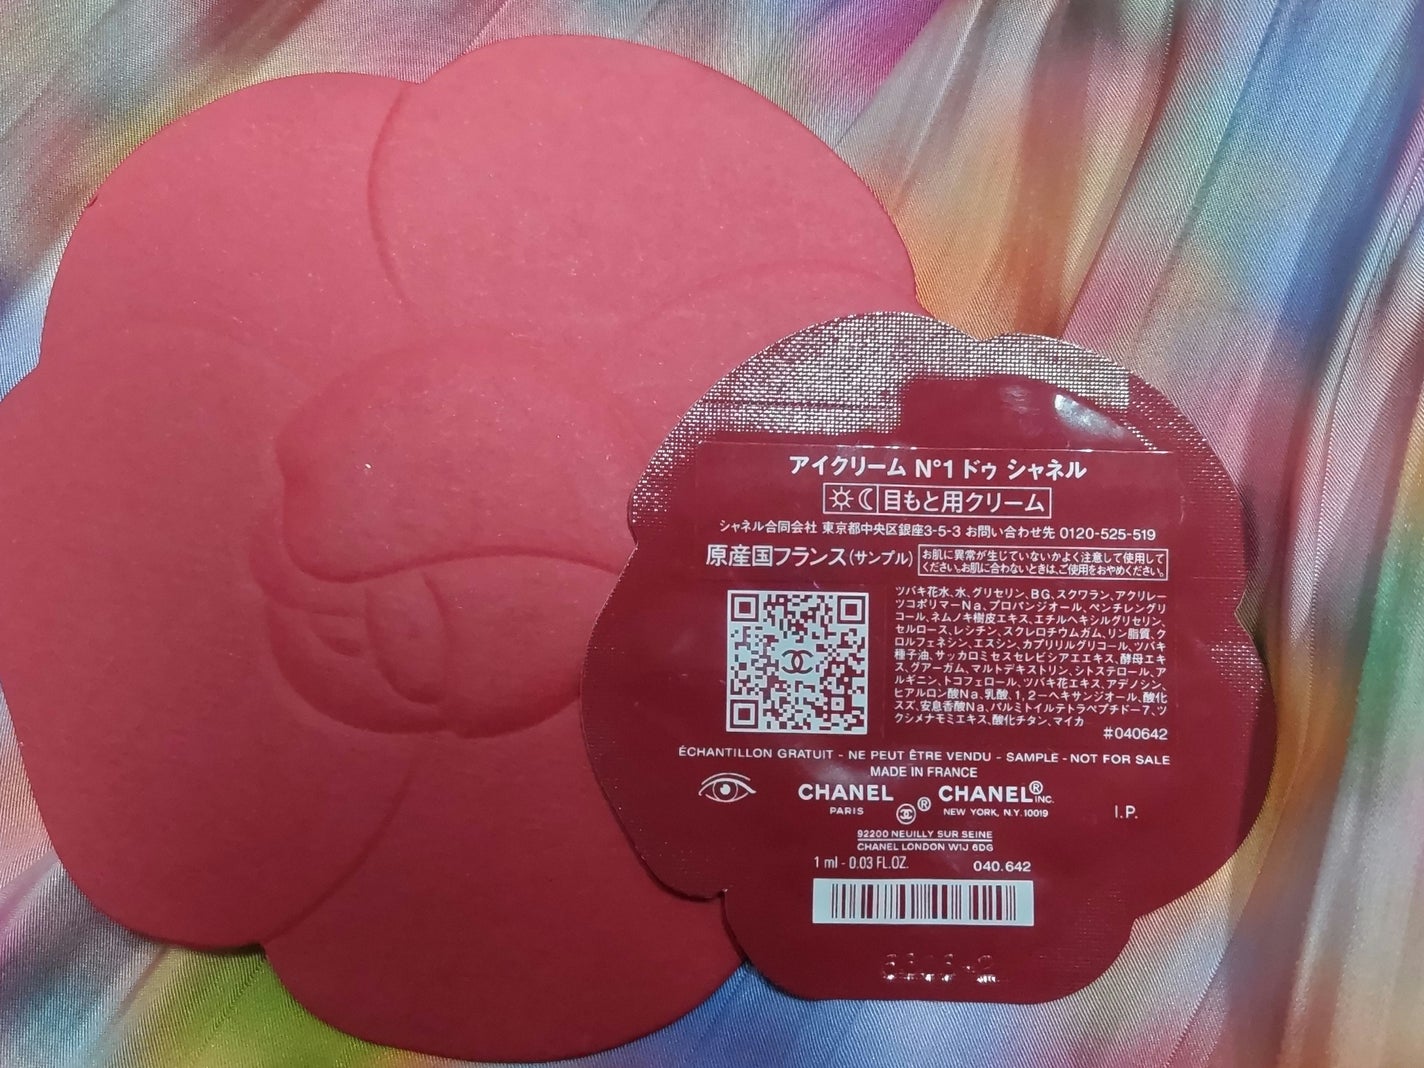 アイクリーム N°1 ドゥ シャネル
目もと用クリーム
シャネル合同会社 東京都中央区銀座3-5-3 お問い合わせ先 0120-525-519
原産国フランス(サンプル)
お肌に異常が生じていないかよく注意して使用して
ください。お肌に合わないときは、ご使用をおやめください。
ツバキ花水、水、グリセリン、BG、スクワラン、アクリレー
ツコポリマーNa、プロパンジオール、ペンチレングリ
コール、ネムノキ樹皮エキス、エチルヘキシルグリセリン、
セルロース、レシチン、スクレロチウムガム、リン脂質、ク
ロルフェネシン、エスシン、カプリリルグリコール、ツバキ
種子油、サッカロミセスセレビシアエエキス、酵母エキ
ス、グアーガム、マルトデキストリン、シトステロール、ア
ルギニン、トコフェロール、ツバキ花エキス、アデノシン、
ヒアルロン酸Na、乳酸、1,2-ヘキサンジオール、酸化
スズ、安息香酸Na、パルミトイルテトラペプチド-7、ツ
クシメナモミエキス、酸化チタン、マイカ
#040642
ÉCHANTILLON GRATUIT - NE PEUT ÊTRE VENDU - SAMPLE - NOT FOR SALE
MADE IN FRANCE
CHANEL ® CHANEL® INC.
PARIS NEW YORK, N.Y. 10019
I.P.
92200 NEUILLY SUR SEINE
CHANEL LONDON W1J 6DG
1 ml - 0.03 FL.OZ. 040.642